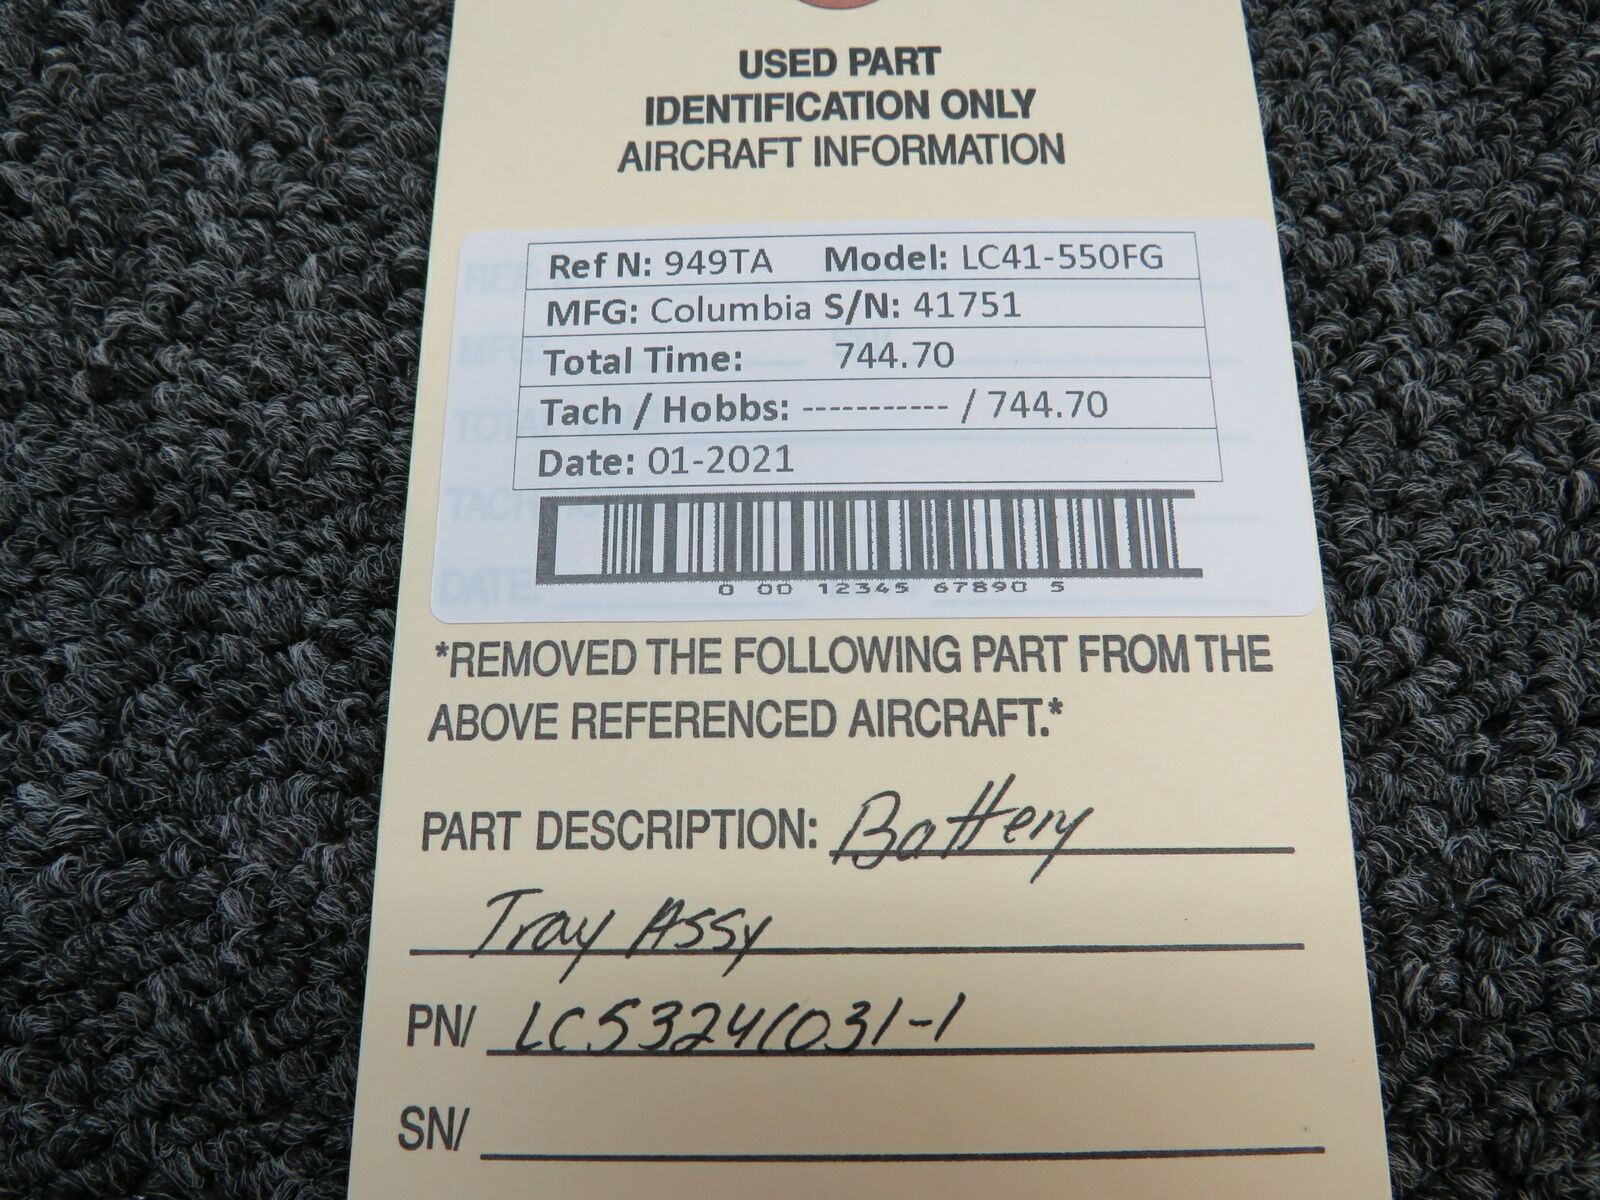 USED PART
IDENTIFICATION ONLY
AIRCRAFT INFORMATION
Ref N: 949TA Model: LC41-550FG
MFG: Columbia S/N: 41751
Total Time: 744.70
Tach / Hobbs: ----------- / 744.70
Date: 01-2021
0 00 12345 67890 5
*REMOVED THE FOLLOWING PART FROM THE
ABOVE REFERENCED AIRCRAFT.*
PART DESCRIPTION: Battery
Tray Assy
PN/ LC5324C031-1
SN/